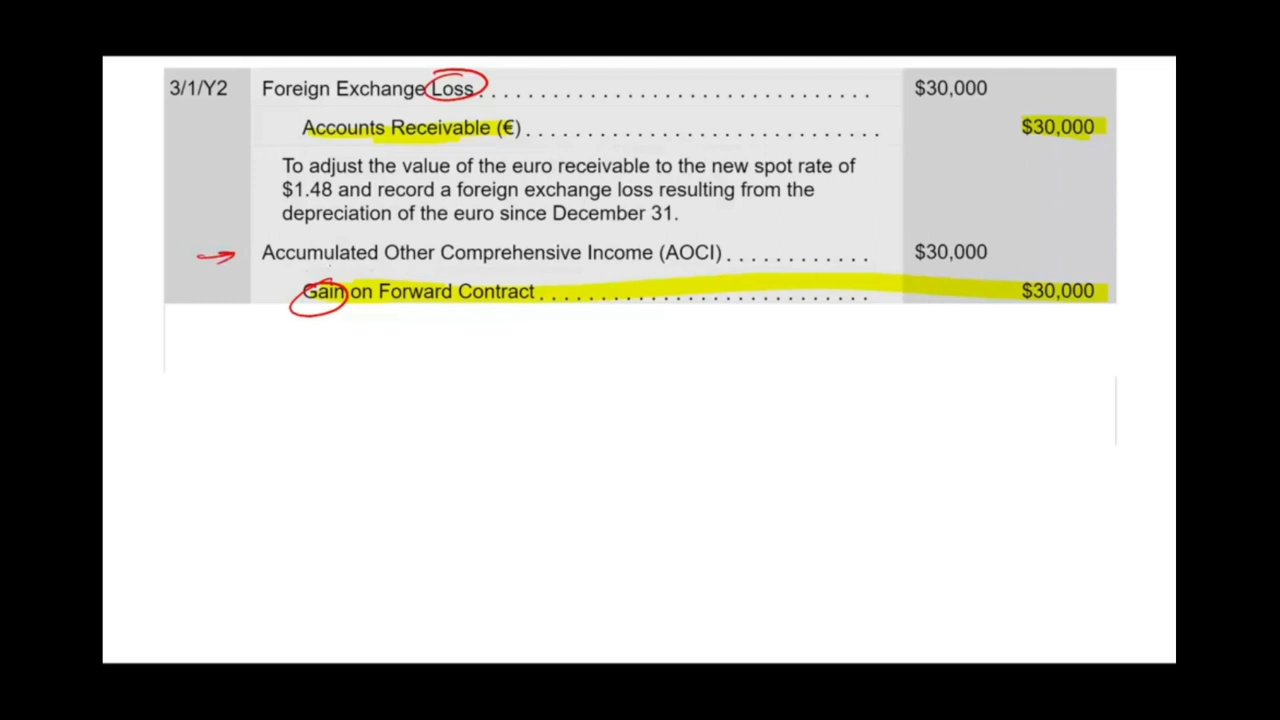 3/1/Y2 Foreign Exchange Loss . . . . . . . . . . . . . . . . . . . . . . . . . . . . . . . $30,000
Accounts Receivable (€) . . . . . . . . . . . . . . . . . . . . . . . . . . . . $30,000
To adjust the value of the euro receivable to the new spot rate of
$1.48 and record a foreign exchange loss resulting from the
depreciation of the euro since December 31.
Accumulated Other Comprehensive Income (AOCI) . . . . . . . . . . . . $30,000
Gain on Forward Contract . . . . . . . . . . . . . . . . . . . . . . . . . . $30,000